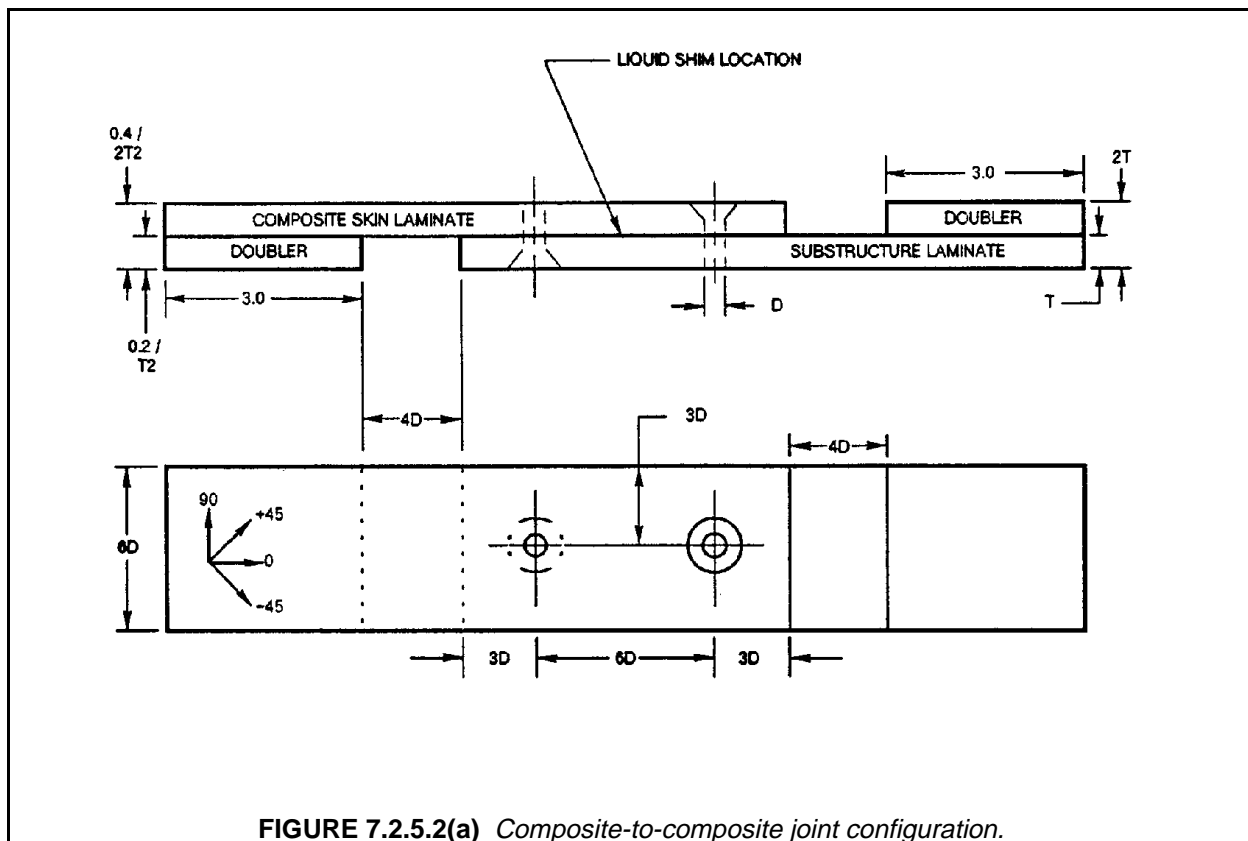 LIQUID SHIM LOCATION
0.4 /
2T2
3.0
2T
COMPOSITE SKIN LAMINATE
DOUBLER
DOUBLER
SUBSTRUCTURE LAMINATE
3.0
D
T
0.2 /
T2
4D
3D
4D
90
+45
0
-45
6D
3D
6D
3D
FIGURE 7.2.5.2(a) Composite-to-composite joint configuration.